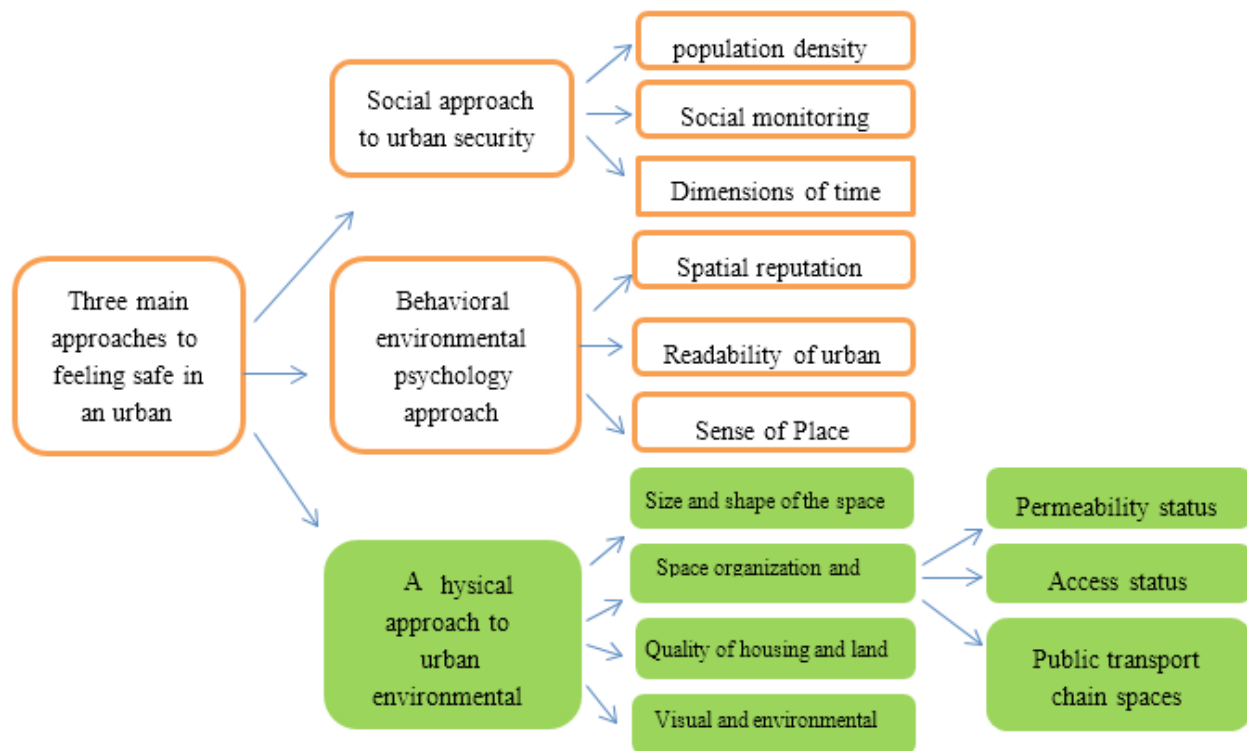 population density
Social approach
to urban security
Social monitoring
Dimensions of time
Three main
approaches to
feeling safe in
an urban
Behavioral
environmental
psychology
approach
Spatial reputation
Readability of urban
Sense of Place
A hysical
approach to
urban
environmental
Size and shape of the space
Space organization and
Quality of housing and land
Visual and environmental
Permeability status
Access status
Public transport
chain spaces